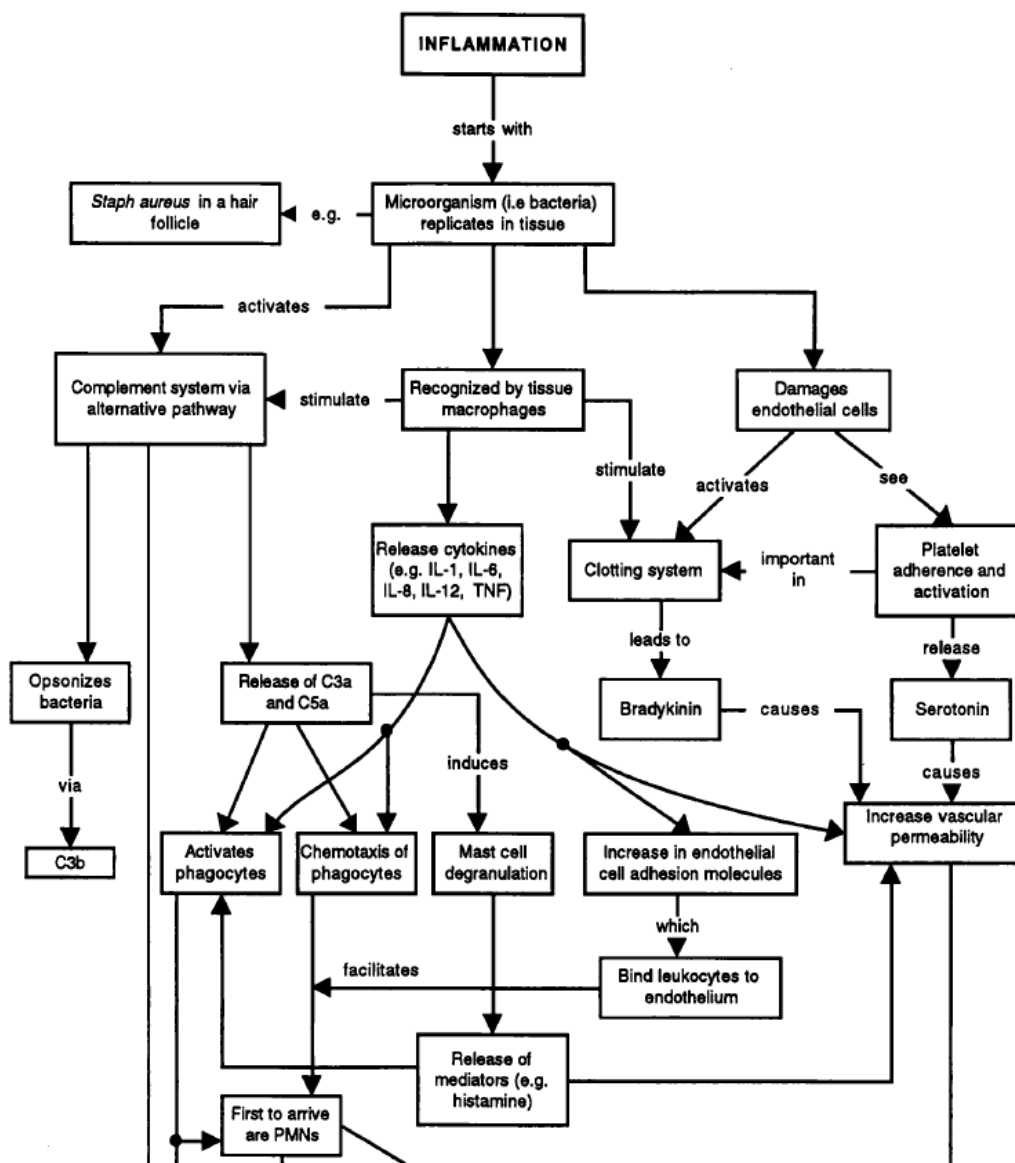 INFLAMMATION
starts with
Staph aureus in a hair
follicle
e.g.
Microorganism (i.e bacteria)
replicates in tissue
activates
Complement system via
alternative pathway
stimulate
Recognized by tissue
macrophages
Damages
endothelial cells
stimulate
activates
see
Release cytokines
(e.g. IL-1, IL-6,
IL-8, IL-12, TNF)
Clotting system
important
in
Platelet
adherence and
activation
leads to
release
Opsonizes
bacteria
Release of C3a
and C5a
Bradykinin
causes
Serotonin
via
induces
causes
C3b
Activates
phagocytes
Chemotaxis of
phagocytes
Mast cell
degranulation
Increase in endothelial
cell adhesion molecules
Increase vascular
permeability
which
facilitates
Bind leukocytes to
endothelium
Release of
mediators (e.g.
histamine)
First to arrive
are PMNs